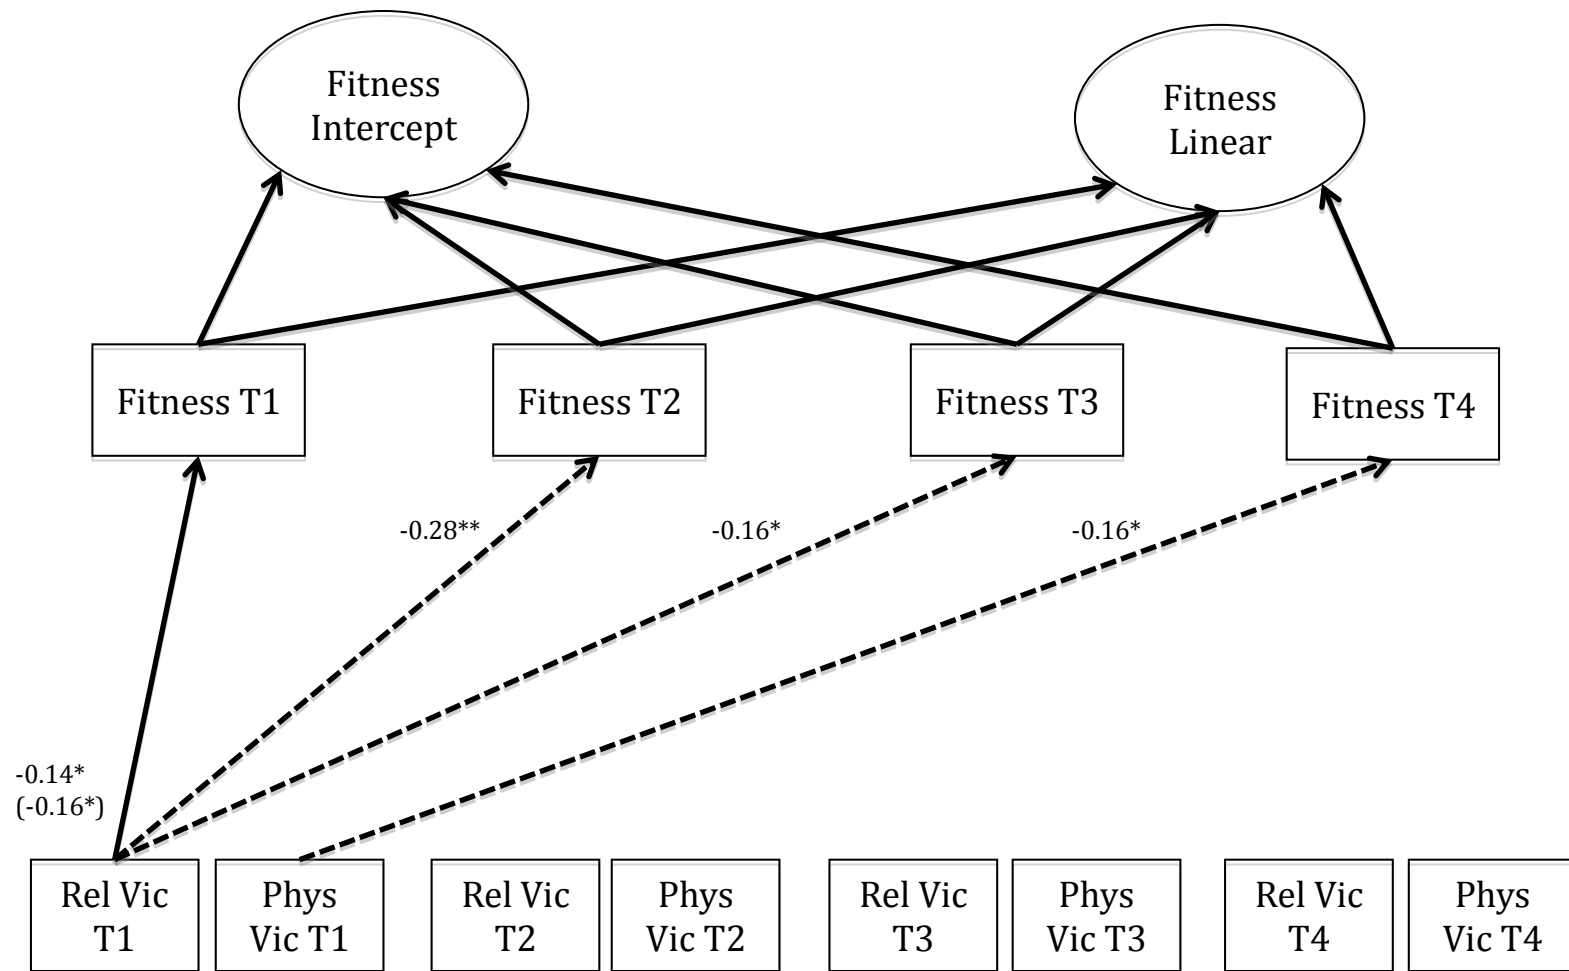 Fitness
Intercept
Fitness
Linear
Fitness T1
Fitness T2
Fitness T3
Fitness T4
-0.28**
-0.16*
-0.16*
-0.14*
(-0.16*)
Rel Vic
T1
Phys
Vic T1
Rel Vic
T2
Phys
Vic T2
Rel Vic
T3
Phys
Vic T3
Rel Vic
T4
Phys
Vic T4